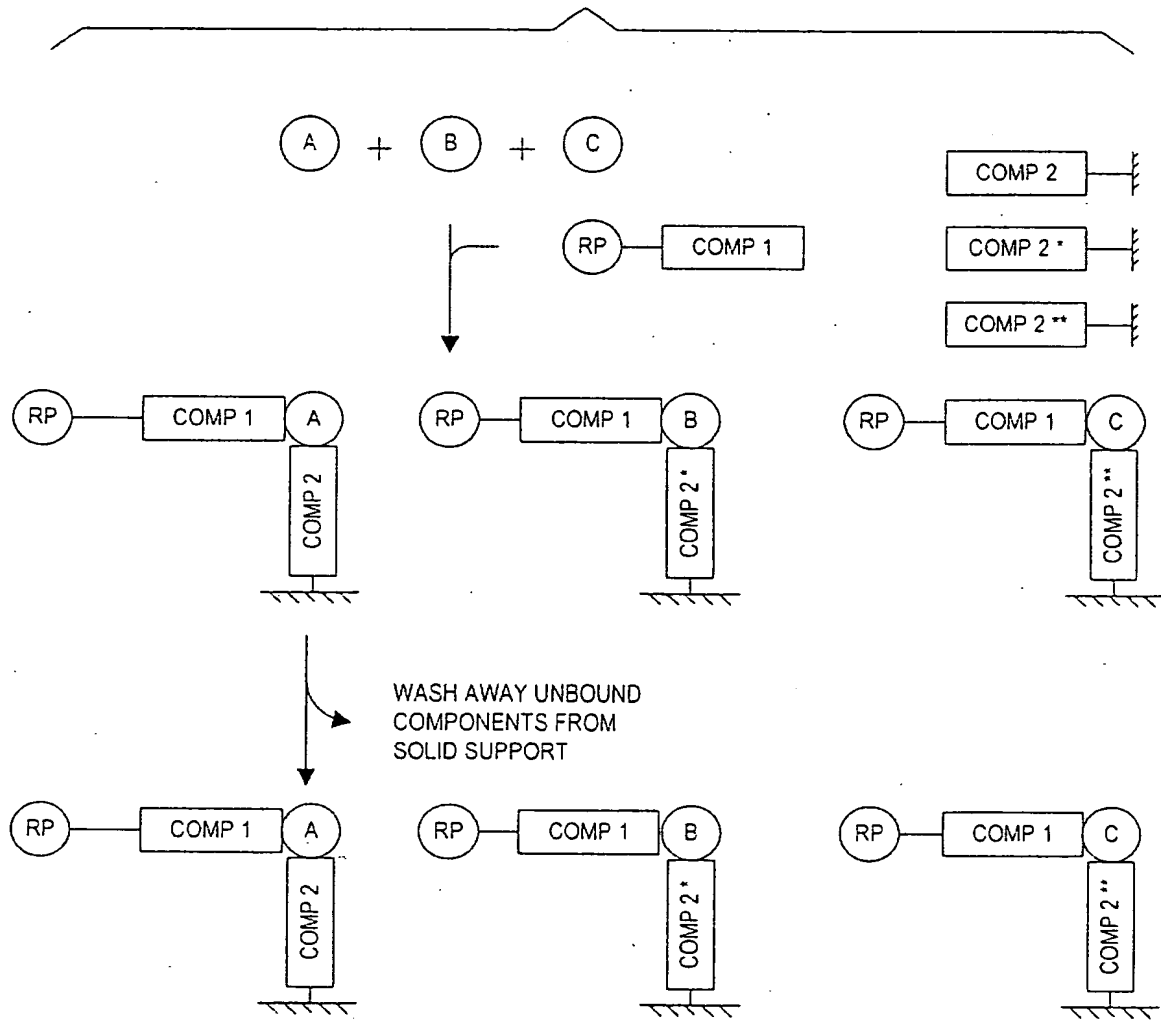 A + B + C
COMP 2
RP COMP 1
COMP 2 *
COMP 2 **
RP COMP 1 A
RP COMP 1 B
RP COMP 1 C
COMP 2
COMP 2 *
COMP 2 **
WASH AWAY UNBOUND
COMPONENTS FROM
SOLID SUPPORT
RP COMP 1 A
RP COMP 1 B
RP COMP 1 C
COMP 2
COMP 2 *
COMP 2 **